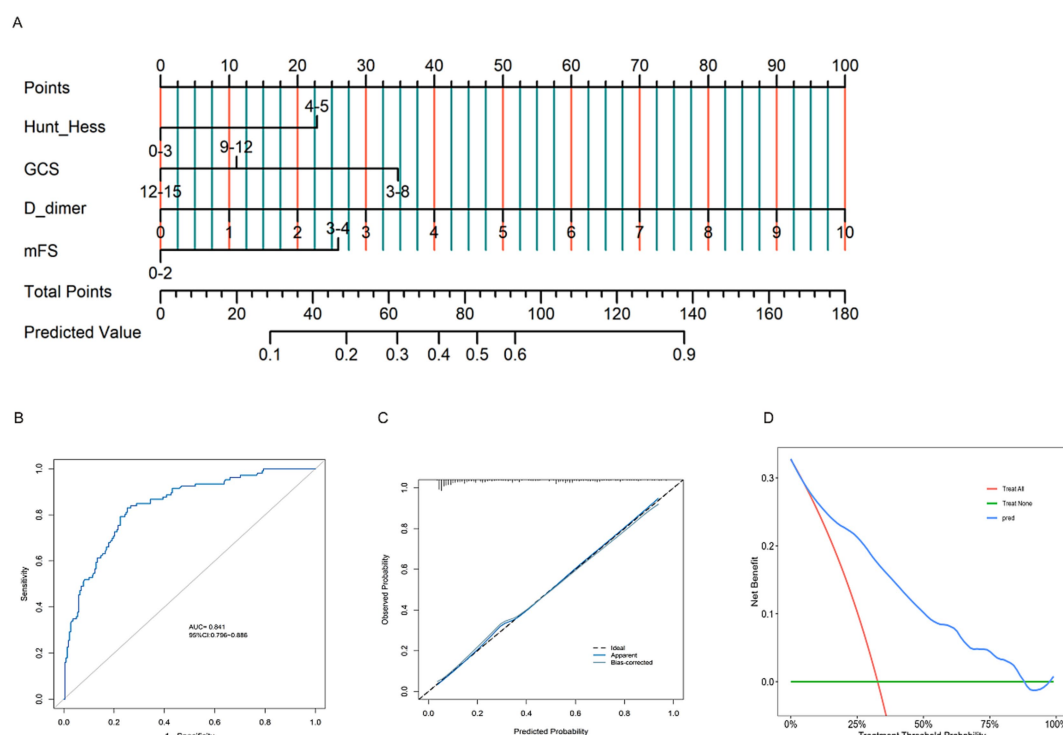 A
0 10 20 30 40 50 60 70 80 90 100
Points
4-5
Hunt_Hess
0-3
9-12
GCS
12-15
3-8
D_dimer
0 1 2 3 4 5 6 7 8 9 10
3-4
mFS
0-2
Total Points
0 20 40 60 80 100 120 140 160 180
Predicted Value
0.1 0.2 0.3 0.4 0.5 0.6 0.9
B
1.0
0.8
0.6
0.4
0.2
0.0
Sensitivity
AUC= 0.841
95%CI:0.796-0.886
0.0 0.2 0.4 0.6 0.8 1.0
C
1.0
0.8
0.6
0.4
0.2
0.0
Observed Probability
Ideal
Apparent
Bias-corrected
0.0 0.2 0.4 0.6 0.8 1.0
Predicted Probability
D
0.3
0.2
0.1
0.0
Net Benefit
Treat All
Treat None
pred
0% 25% 50% 75% 100%
Treatment Threshold Probability